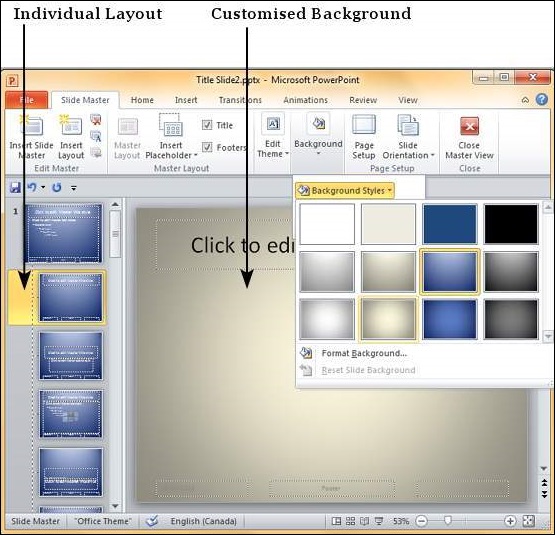 Individual Layout Customised Background
Title Slide2.pptx - Microsoft PowerPoint
File Slide Master Home Insert Transitions Animations Review View
Insert Slide Master
Insert Layout
Master Layout
Insert Placeholder
Title
Footers
Edit Theme
Background
Page Setup
Slide Orientation
Close Master View
Edit Master Master Layout Page Setup Close
Background Styles
1
Click to edi
Format Background...
Reset Slide Background
Footer
Slide Master "Office Theme" English (Canada) 53%